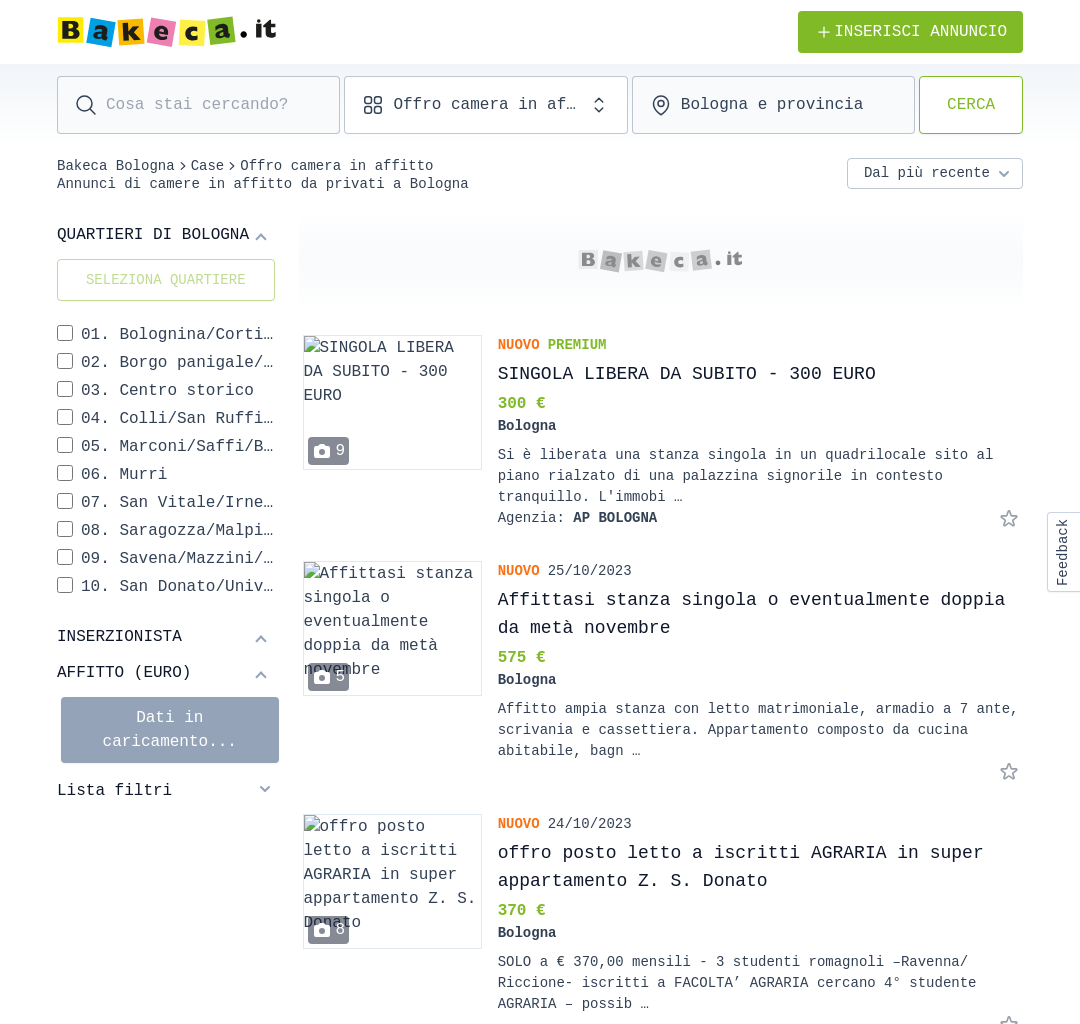 Bakeca.it
INSERISCI ANNUNCIO
Cosa stai cercando?
Offro camera in af…
Bologna e provincia
CERCA
Bakeca Bologna > Case > Offro camera in affitto
Annunci di camere in affitto da privati a Bologna
Dal più recente
QUARTIERI DI BOLOGNA
SELEZIONA QUARTIERE
01. Bolognina/Corti…
02. Borgo panigale/…
03. Centro storico
04. Colli/San Ruffi…
05. Marconi/Saffi/B…
06. Murri
07. San Vitale/Irne…
08. Saragozza/Malpi…
09. Savena/Mazzini/…
10. San Donato/Univ…
INSERZIONISTA
AFFITTO (EURO)
Dati in
caricamento...
Lista filtri
Bakeca.it
SINGOLA LIBERA
DA SUBITO - 300
EURO
9
NUOVO PREMIUM
SINGOLA LIBERA DA SUBITO - 300 EURO
300 €
Bologna
Si è liberata una stanza singola in un quadrilocale sito al
piano rialzato di una palazzina signorile in contesto
tranquillo. L'immobi …
Agenzia: AP BOLOGNA
Affittasi stanza
singola o
eventualmente
doppia da metà
novembre
5
NUOVO 25/10/2023
Affittasi stanza singola o eventualmente doppia
da metà novembre
575 €
Bologna
Affitto ampia stanza con letto matrimoniale, armadio a 7 ante,
scrivania e cassettiera. Appartamento composto da cucina
abitabile, bagn …
offro posto
letto a iscritti
AGRARIA in super
appartamento Z. S.
Donato
8
NUOVO 24/10/2023
offro posto letto a iscritti AGRARIA in super
appartamento Z. S. Donato
370 €
Bologna
SOLO a € 370,00 mensili - 3 studenti romagnoli –Ravenna/
Riccione- iscritti a FACOLTA’ AGRARIA cercano 4° studente
AGRARIA – possib …
Feedback